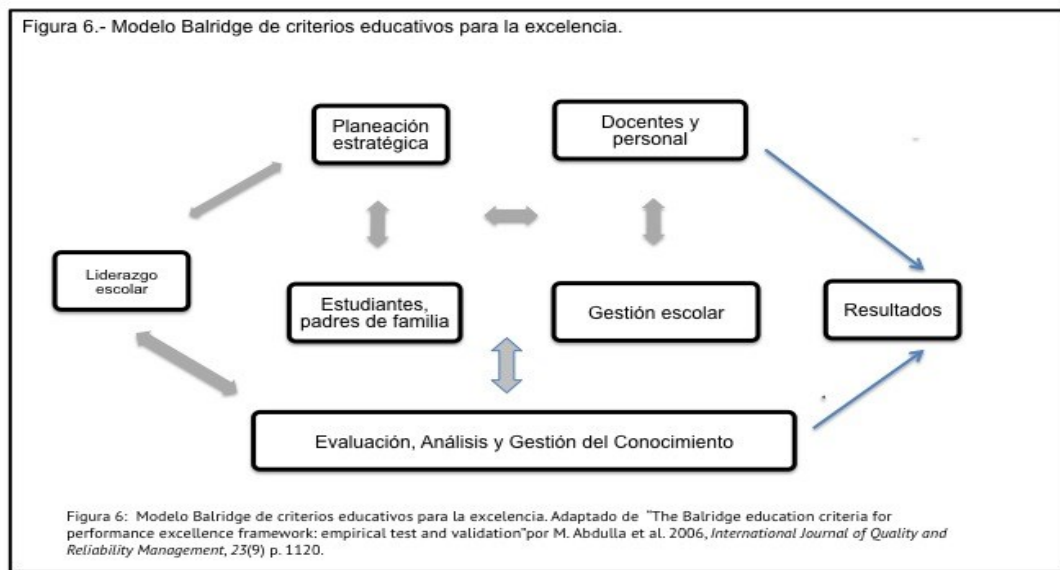 Figura 6.- Modelo Balridge de criterios educativos para la excelencia.
Planeación
estratégica
Docentes y
personal
Liderazgo
escolar
Estudiantes,
padres de familia
Gestión escolar
Resultados
Evaluación, Análisis y Gestión del Conocimiento
Figura 6: Modelo Balridge de criterios educativos para la excelencia. Adaptado de "The Balridge education criteria for
performance excellence framework: empirical test and validation"por M. Abdulla et al. 2006, International Journal of Quality and
Reliability Management, 23(9) p. 1120.